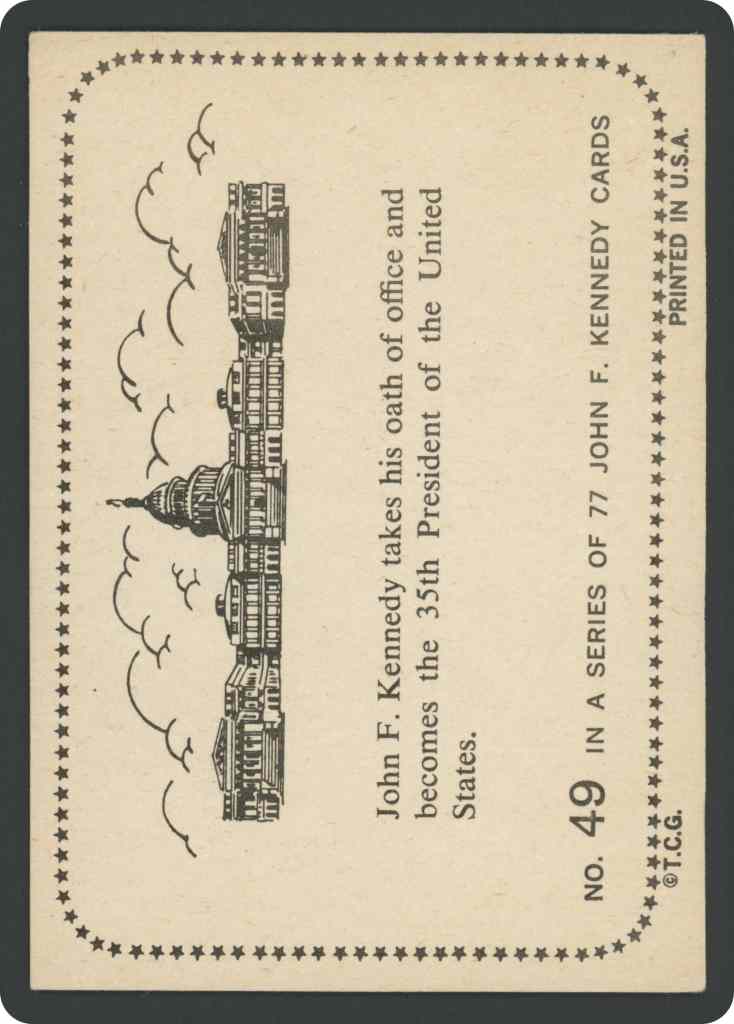 John F. Kennedy takes his oath of office and
becomes the 35th President of the United
States.
NO. 49 IN A SERIES OF 77 JOHN F. KENNEDY CARDS
©T.C.G. PRINTED IN U.S.A.